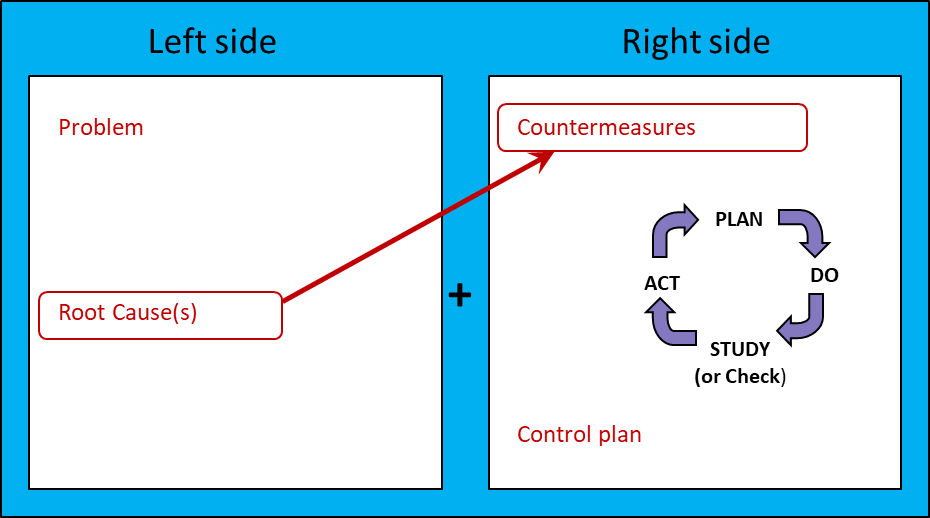 Left side
Right side
Problem
Root Cause(s)
+
Countermeasures
PLAN
DO
STUDY
(or Check)
ACT
Control plan